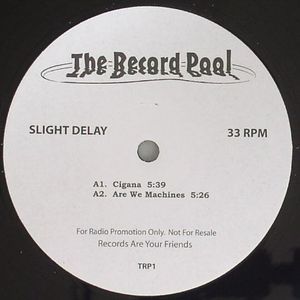 The Record Pool
SLIGHT DELAY 33 RPM
A1. Cigana 5:39
A2. Are We Machines 5:26
For Radio Promotion Only. Not For Resale
Records Are Your Friends
TRP1